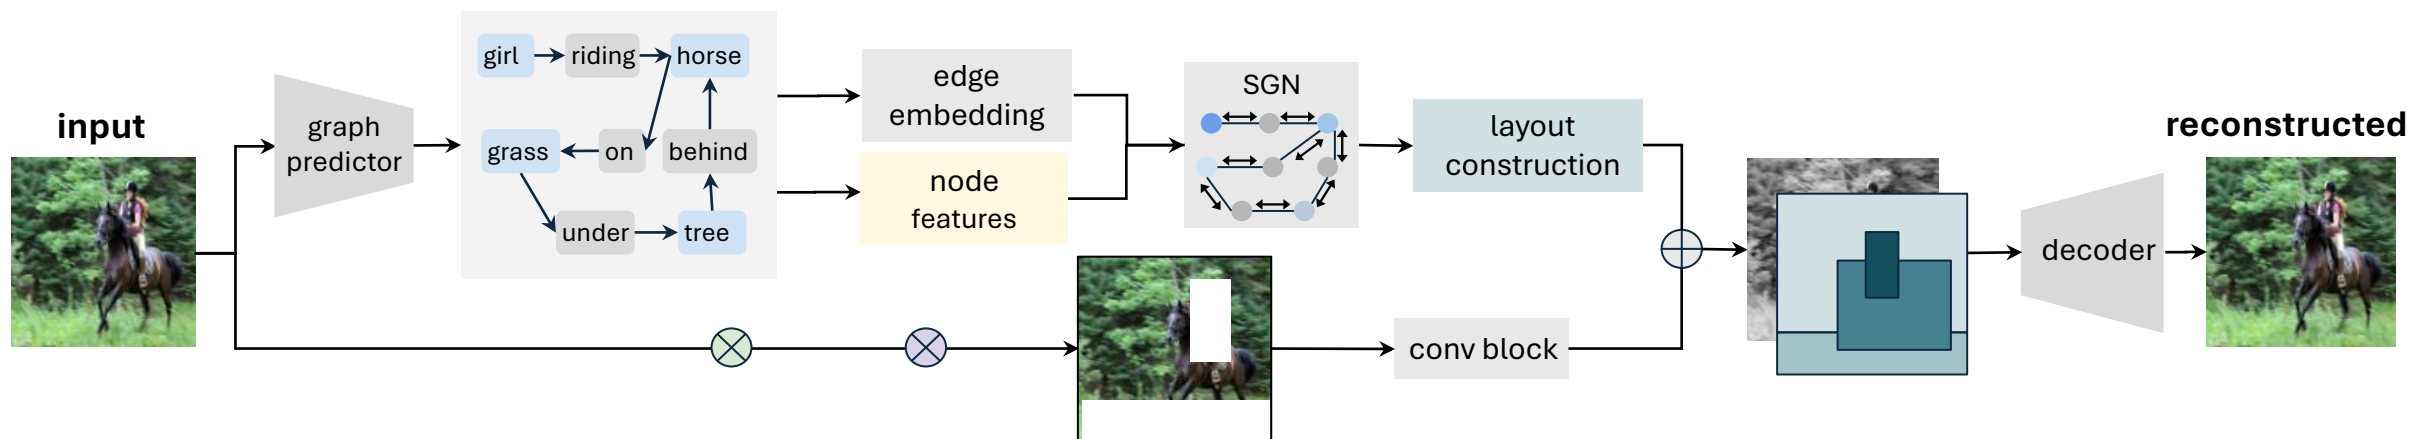 input
graph
predictor
girl
riding
horse
grass
on
behind
under
tree
edge
embedding
node
features
SGN
layout
construction
conv block
decoder
reconstructed